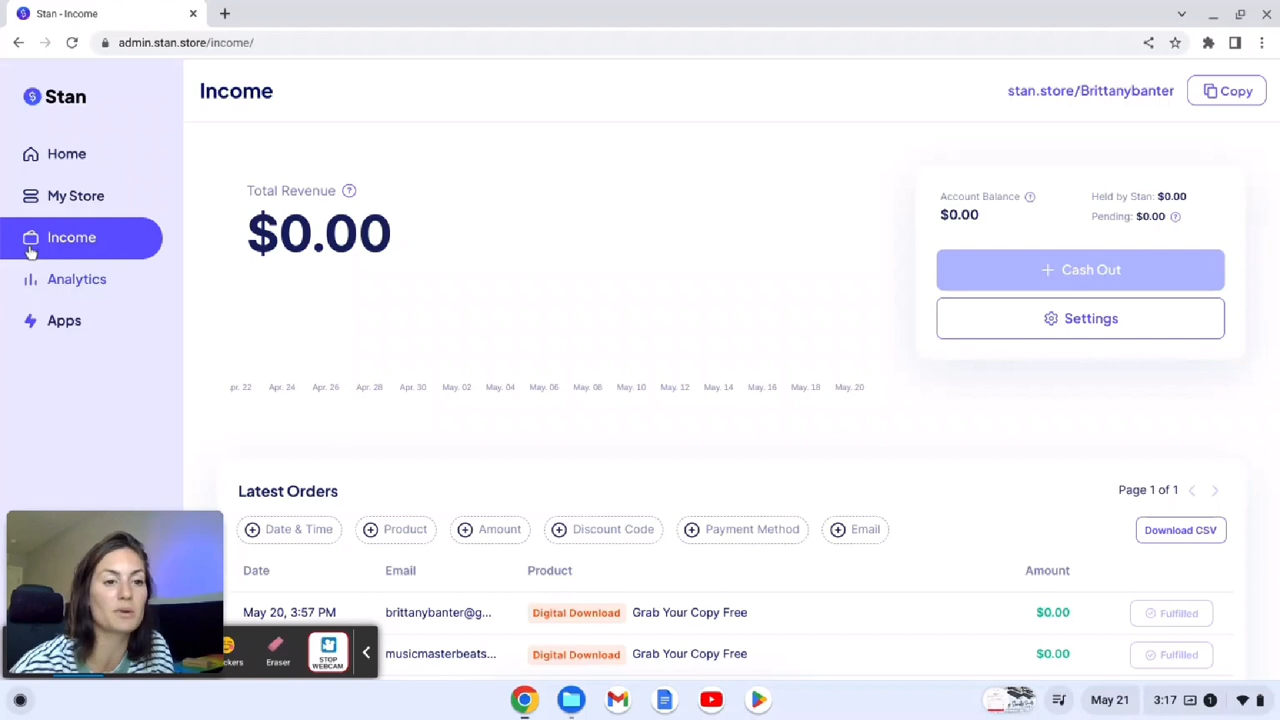 Stan - Income
admin.stan.store/income/
Stan
Home
My Store
Income
Analytics
Apps
Income
stan.store/Brittanybanter
Copy
Total Revenue
$0.00
Account Balance
$0.00
Held by Stan: $0.00
Pending: $0.00
+ Cash Out
Settings
pr. 22 Apr. 24 Apr. 26 Apr. 28 Apr. 30 May. 02 May. 04 May. 06 May. 08 May. 10 May. 12 May. 14 May. 16 May. 18 May. 20
Latest Orders
Page 1 of 1
Date & Time Product Amount Discount Code Payment Method Email
Download CSV
Date Email Product Amount
May 20, 3:57 PM brittanybanter@g... Digital Download Grab Your Copy Free $0.00 Fulfilled
musicmasterbeats... Digital Download Grab Your Copy Free $0.00 Fulfilled
ckers Eraser STOP WEBCAM
May 21 3:17 1